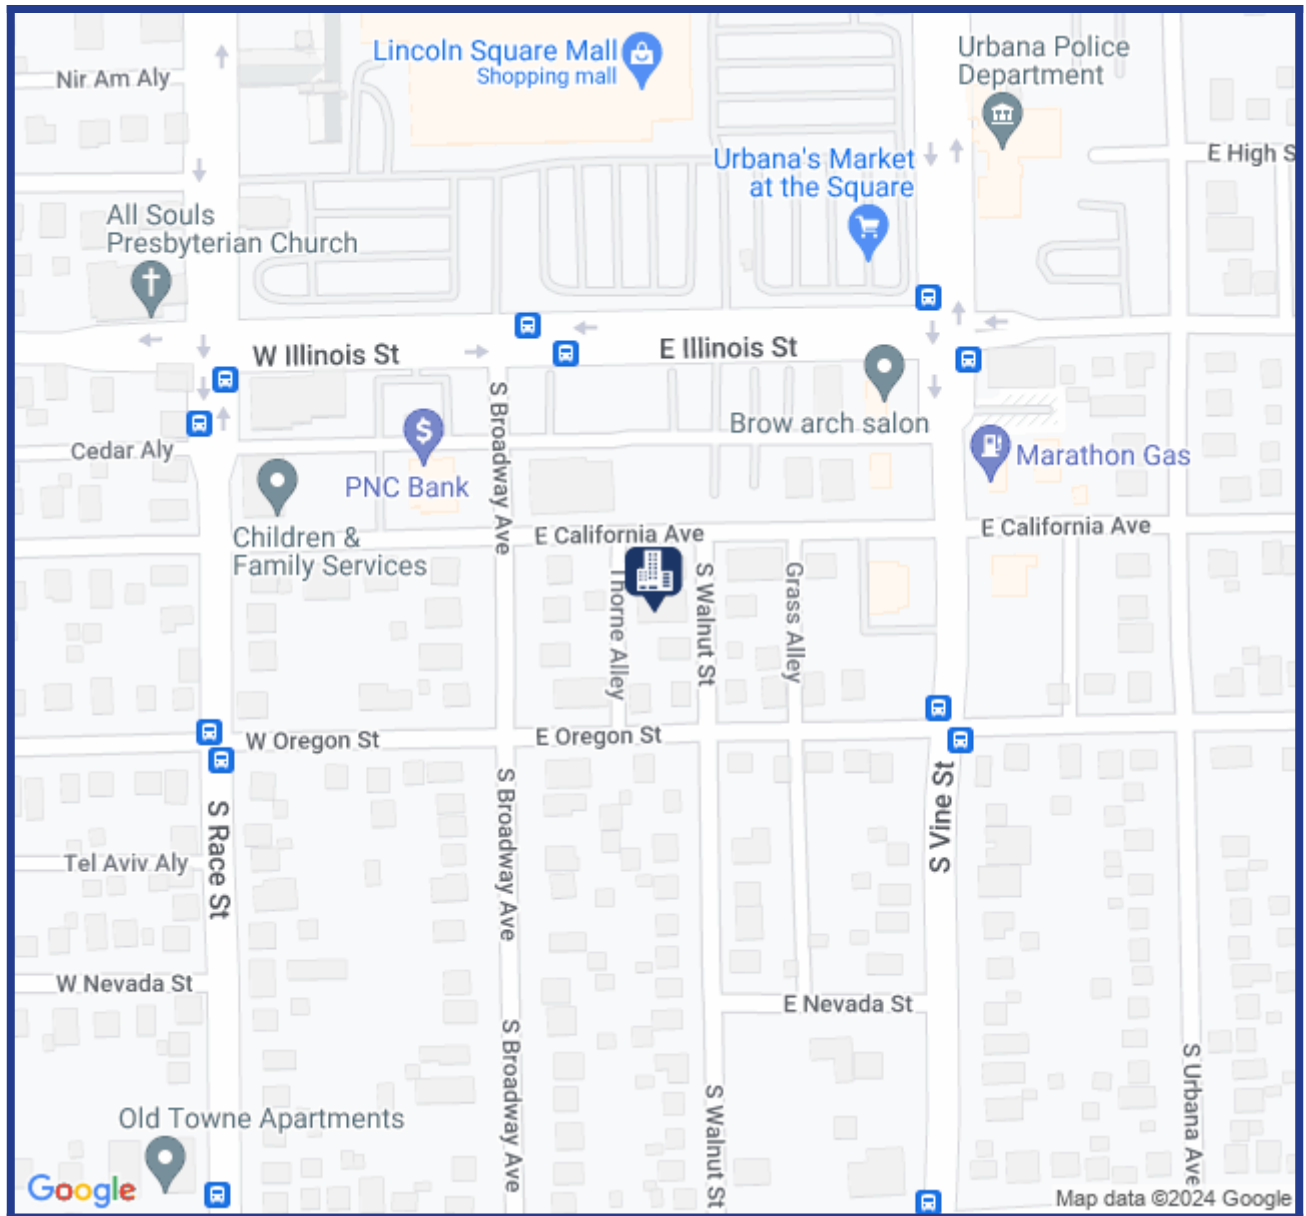 Lincoln Square Mall
Shopping mall
Urbana Police
Department
Nir Am Aly
Urbana's Market
at the Square
E High S
All Souls
Presbyterian Church
W Illinois St
E Illinois St
S Broadway Ave
Brow arch salon
Cedar Aly
$
PNC Bank
Marathon Gas
Children &
Family Services
E California Ave
E California Ave
Thorne Alley
S Walnut St
Grass Alley
W Oregon St
E Oregon St
S Vine St
S Race St
S Broadway Ave
Tel Aviv Aly
W Nevada St
E Nevada St
S Broadway Ave
S Walnut St
S Urbana Ave
Old Towne Apartments
Google
Map data ©2024 Google